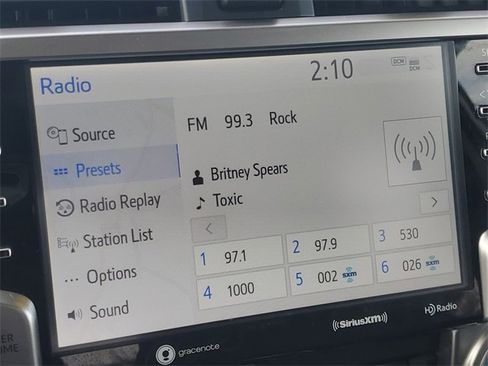 Radio
2:10
DCM
Source
FM 99.3 Rock
Presets
Britney Spears
Radio Replay
Toxic
Station List
1 97.1
2 97.9
3 530
Options
4 1000
5 002 sxm
6 026 sxm
Sound
gracenote
((SiriusXM))
HD Radio